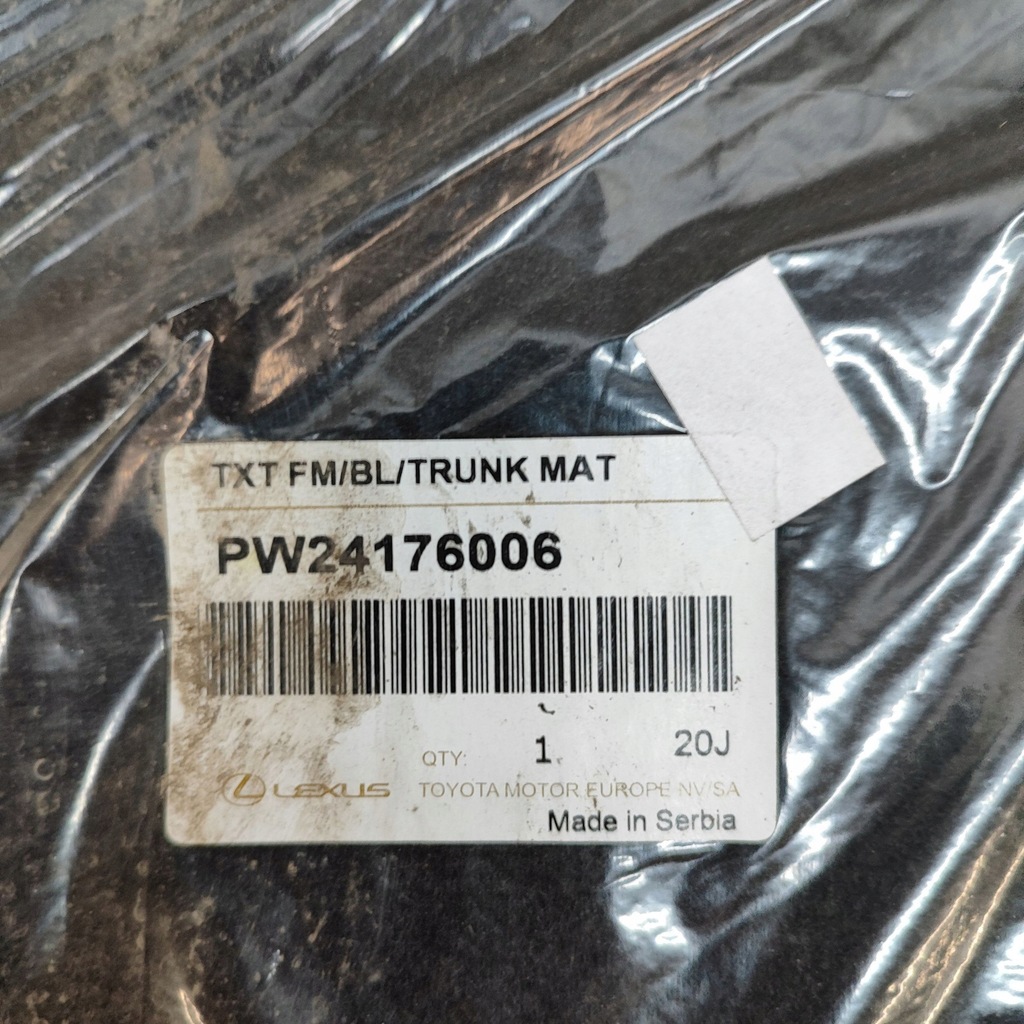 TXT FM/BL/TRUNK MAT
PW24176006
QTY: 1 20J
LEXUS TOYOTA MOTOR EUROPE NV/SA
Made in Serbia